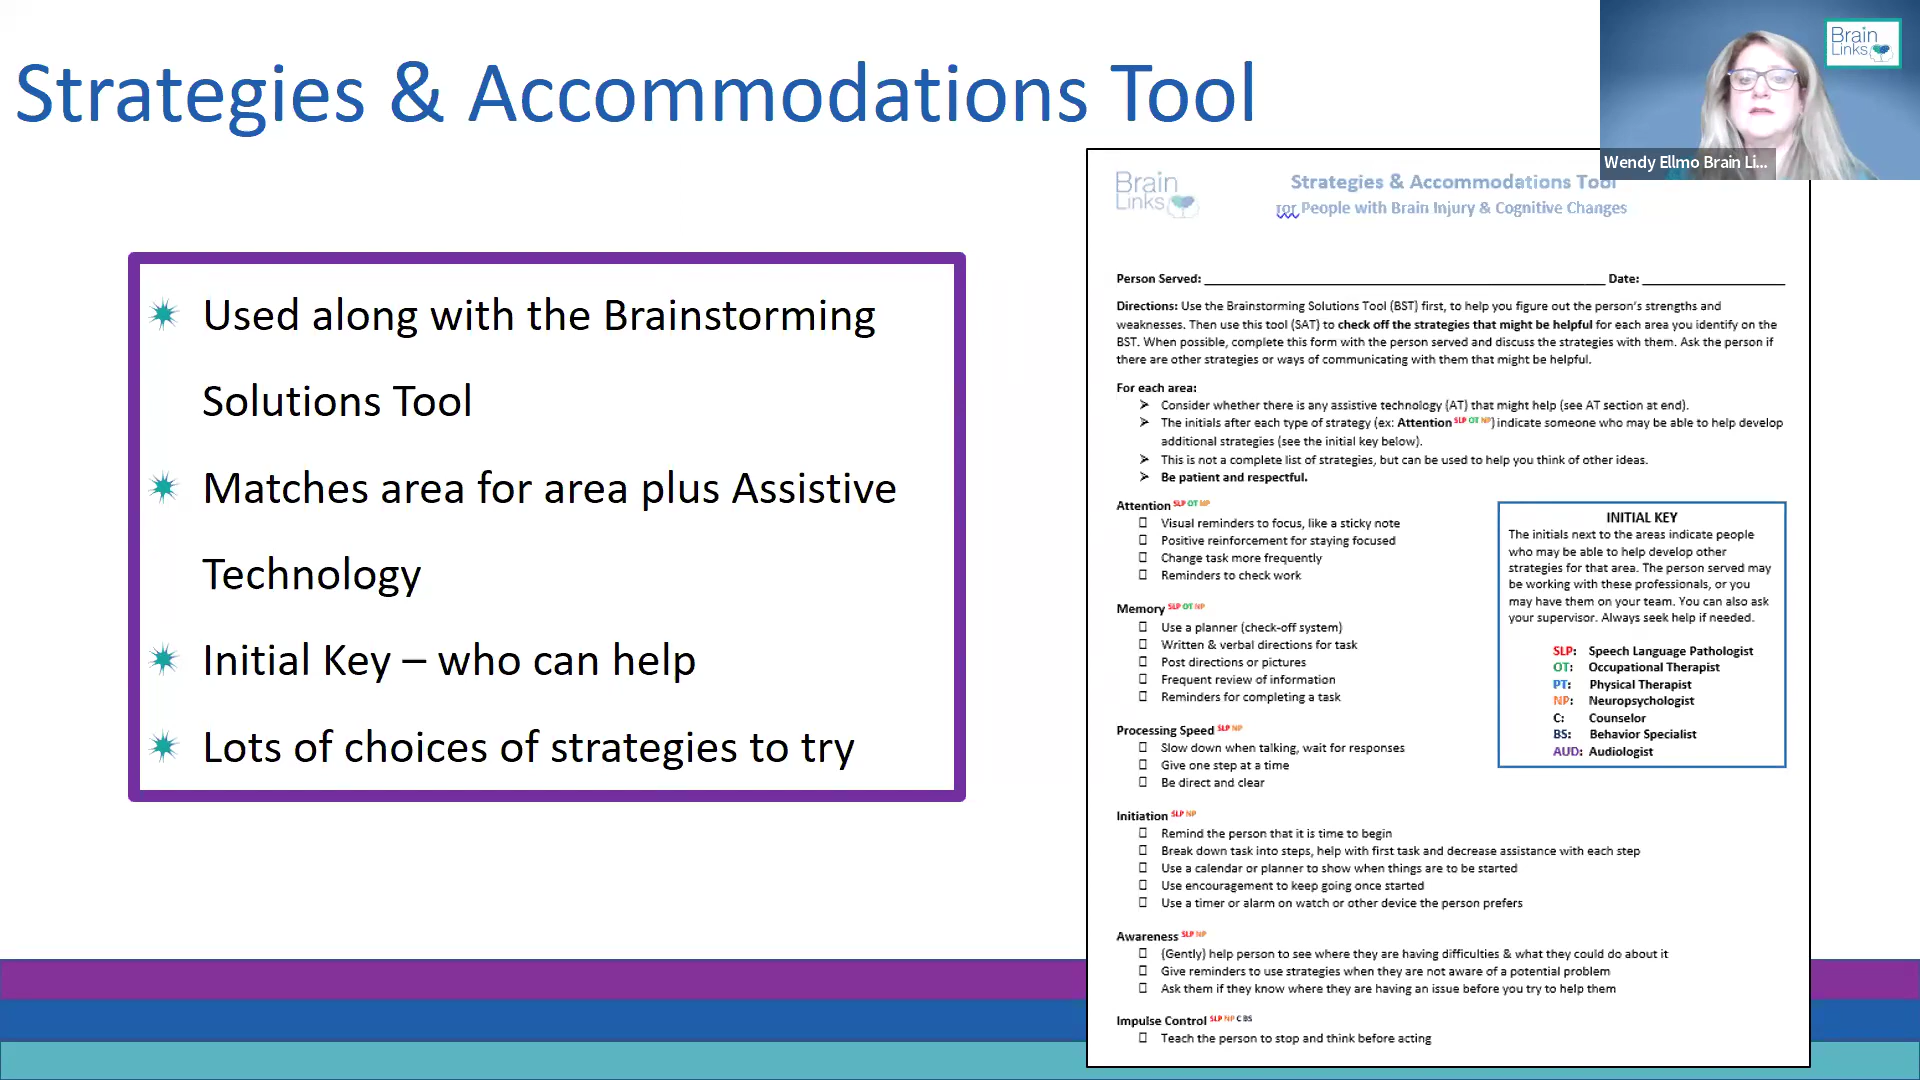 Strategies & Accommodations Tool
Brain
Links
Wendy Ellmo Brain Li...
Used along with the Brainstorming
Solutions Tool
Matches area for area plus Assistive
Technology
Initial Key – who can help
Lots of choices of strategies to try
Brain
Links
Strategies & Accommodations Tool
for People with Brain Injury & Cognitive Changes
Person Served: Date:
Directions: Use the Brainstorming Solutions Tool (BST) first, to help you figure out the person's strengths and
weaknesses. Then use this tool (SAT) to check off the strategies that might be helpful for each area you identify on the
BST. When possible, complete this form with the person served and discuss the strategies with them. Ask the person if
there are other strategies or ways of communicating with them that might be helpful.
For each area:
Consider whether there is any assistive technology (AT) that might help (see AT section at end).
The initials after each type of strategy (ex: Attention SLP OT NP) indicate someone who may be able to help develop
additional strategies (see the initial key below).
This is not a complete list of strategies, but can be used to help you think of other ideas.
Be patient and respectful.
Attention SLP OT NP
Visual reminders to focus, like a sticky note
Positive reinforcement for staying focused
Change task more frequently
Reminders to check work
Memory SLP OT NP
Use a planner (check-off system)
Written & verbal directions for task
Post directions or pictures
Frequent review of information
Reminders for completing a task
Processing Speed SLP NP
Slow down when talking, wait for responses
Give one step at a time
Be direct and clear
INITIAL KEY
The initials next to the areas indicate people
who may be able to help develop other
strategies for that area. The person served may
be working with these professionals, or you
may have them on your team. You can also ask
your supervisor. Always seek help if needed.
SLP: Speech Language Pathologist
OT: Occupational Therapist
PT: Physical Therapist
NP: Neuropsychologist
C: Counselor
BS: Behavior Specialist
AUD: Audiologist
Initiation SLP NP
Remind the person that it is time to begin
Break down task into steps, help with first task and decrease assistance with each step
Use a calendar or planner to show when things are to be started
Use encouragement to keep going once started
Use a timer or alarm on watch or other device the person prefers
Awareness SLP NP
(Gently) help person to see where they are having difficulties & what they could do about it
Give reminders to use strategies when they are not aware of a potential problem
Ask them if they know where they are having an issue before you try to help them
Impulse Control SLP NP C BS
Teach the person to stop and think before acting